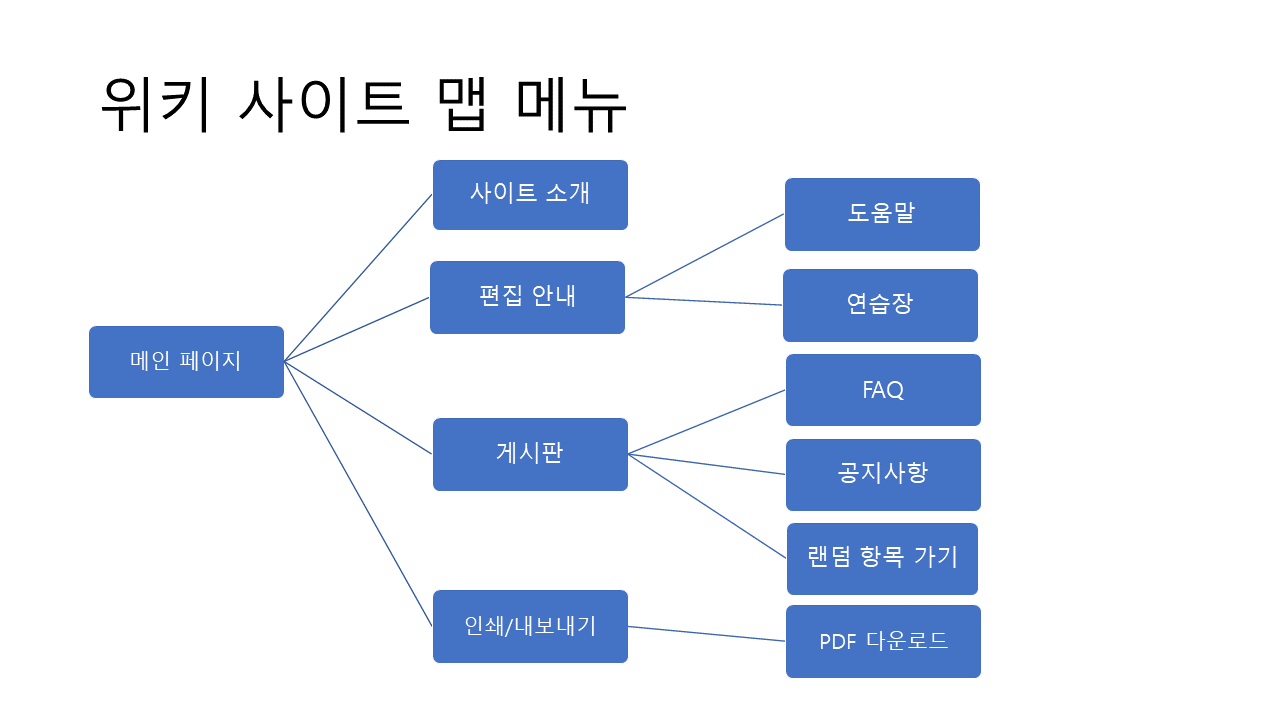 위키 사이트 맵 메뉴
메인 페이지
사이트 소개
편집 안내
도움말
연습장
게시판
FAQ
공지사항
랜덤 항목 가기
인쇄/내보내기
PDF 다운로드